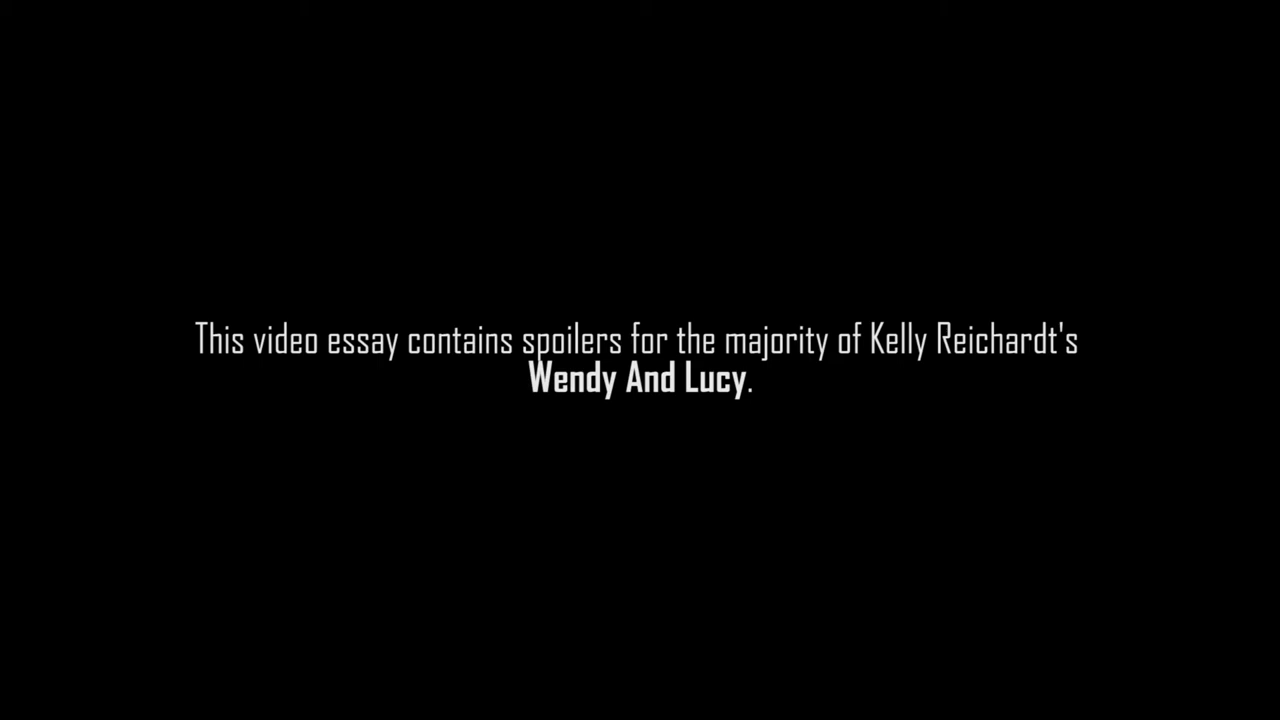 This video essay contains spoilers for the majority of Kelly Reichardt's
Wendy And Lucy.